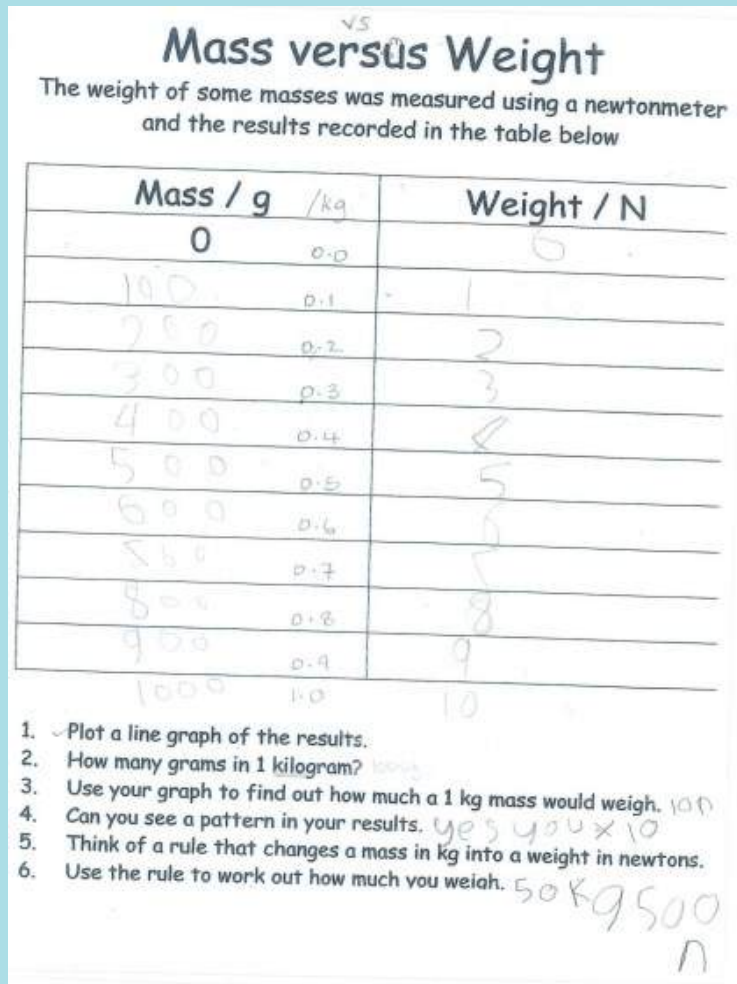 vs
Mass versus Weight
The weight of some masses was measured using a newtonmeter
and the results recorded in the table below
Mass / g /kg Weight / N
0 0.0 0
100 0.1 1
200 0.2 2
300 0.3 3
400 0.4 4
500 0.5 5
600 0.6 6
0.7
800 0.8 8
900 0.9 9
1000 1.0 10
1. Plot a line graph of the results.
2. How many grams in 1 kilogram?
3. Use your graph to find out how much a 1 kg mass would weigh. 10n
4. Can you see a pattern in your results. yes you x 10
5. Think of a rule that changes a mass in kg into a weight in newtons.
6. Use the rule to work out how much you weigh. 50kg 500
n